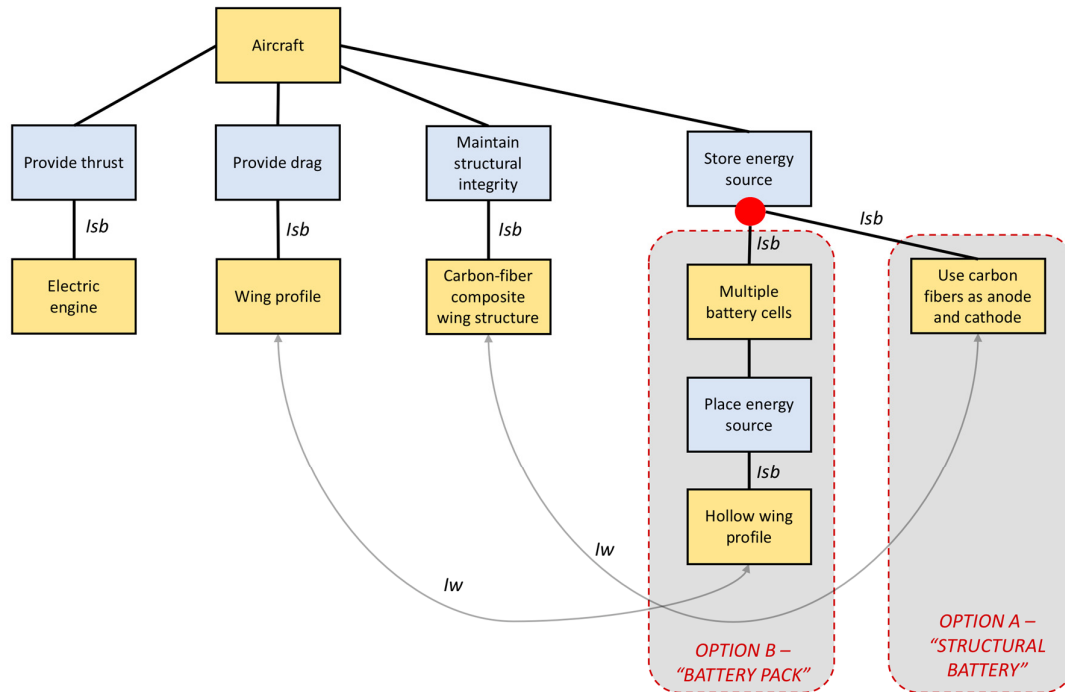 Aircraft
Provide thrust
Provide drag
Maintain
structural
integrity
Store energy
source
Isb
Isb
Isb
Isb
Isb
Electric
engine
Wing profile
Carbon-fiber
composite
wing structure
Multiple
battery cells
Use carbon
fibers as anode
and cathode
Place energy
source
Isb
Hollow wing
profile
Iw
Iw
OPTION B –
“BATTERY PACK”
OPTION A –
“STRUCTURAL
BATTERY”